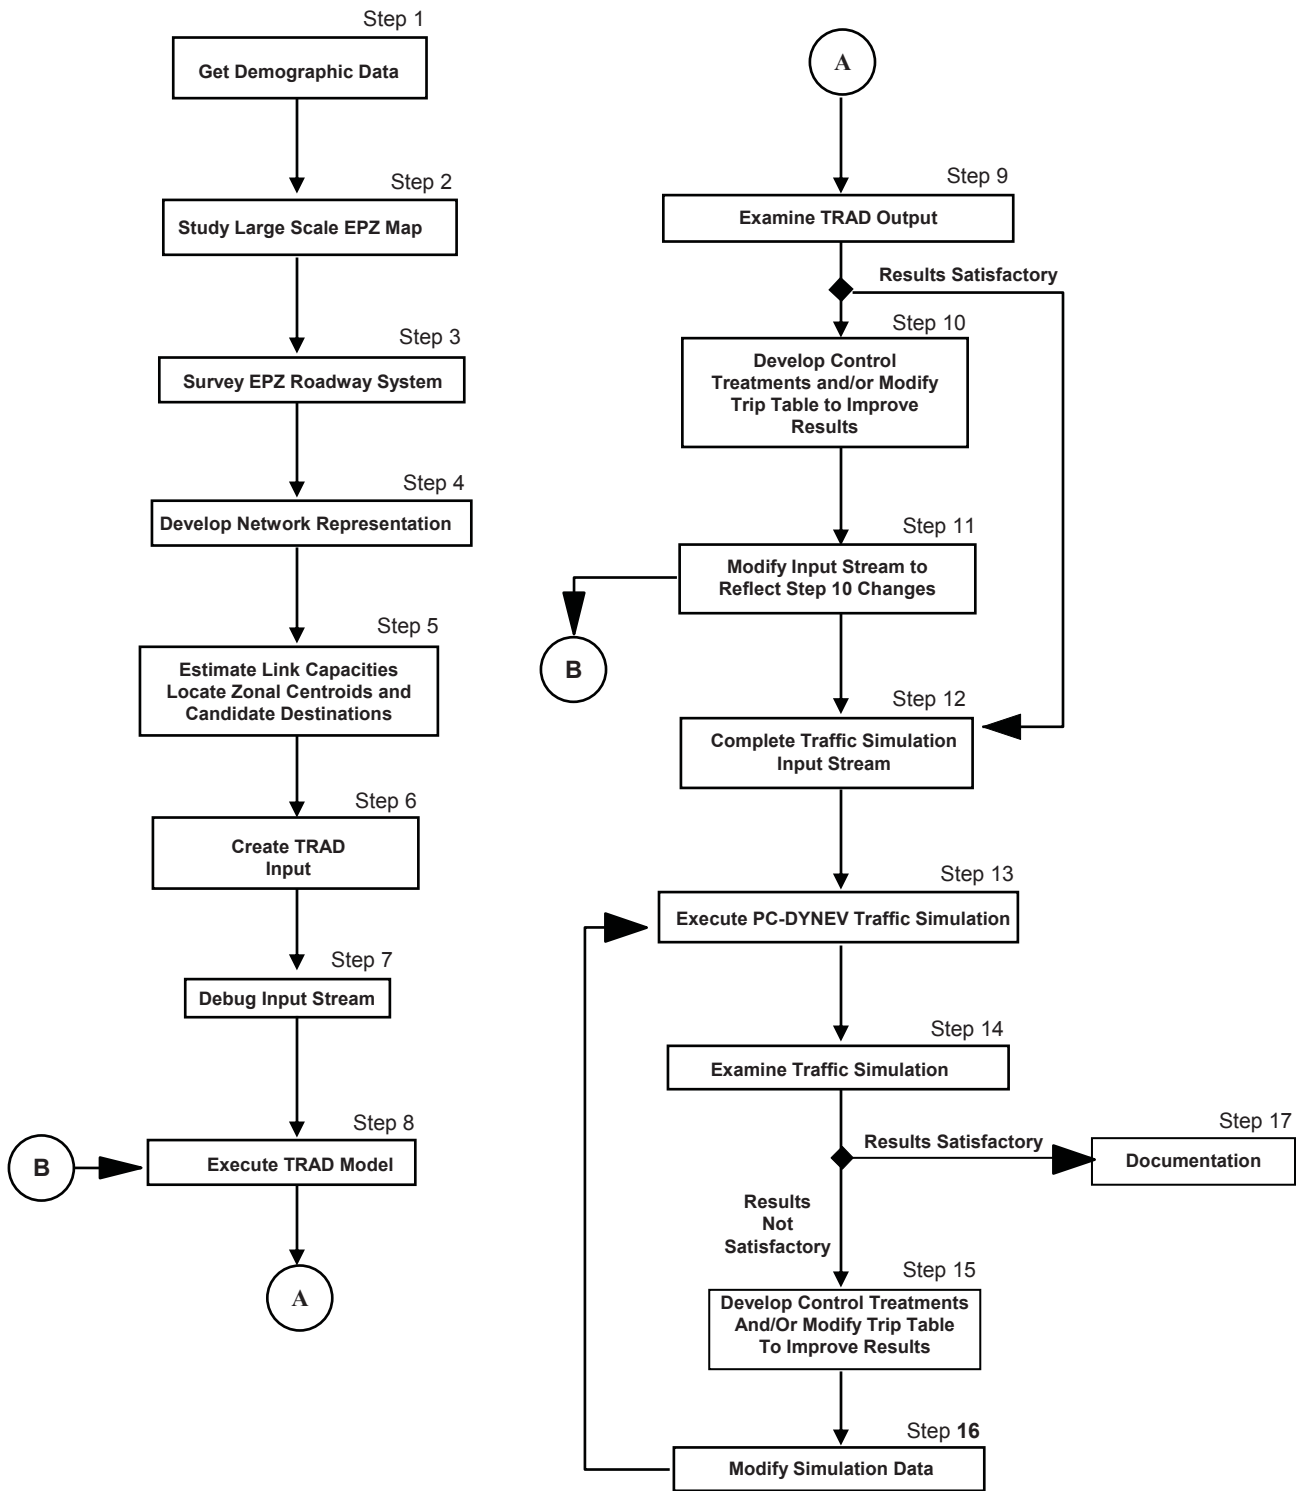 Step 1
Get Demographic Data
Step 2
Study Large Scale EPZ Map
Step 3
Survey EPZ Roadway System
Step 4
Develop Network Representation
Step 5
Estimate Link Capacities
Locate Zonal Centroids and
Candidate Destinations
Step 6
Create TRAD
Input
Step 7
Debug Input Stream
Step 8
B
Execute TRAD Model
A
A
Step 9
Examine TRAD Output
Results Satisfactory
Step 10
Develop Control
Treatments and/or Modify
Trip Table to Improve
Results
Step 11
Modify Input Stream to
Reflect Step 10 Changes
B
Step 12
Complete Traffic Simulation
Input Stream
Step 13
Execute PC-DYNEV Traffic Simulation
Step 14
Examine Traffic Simulation
Results Satisfactory
Step 17
Documentation
Results
Not
Satisfactory
Step 15
Develop Control Treatments
And/Or Modify Trip Table
To Improve Results
Step 16
Modify Simulation Data